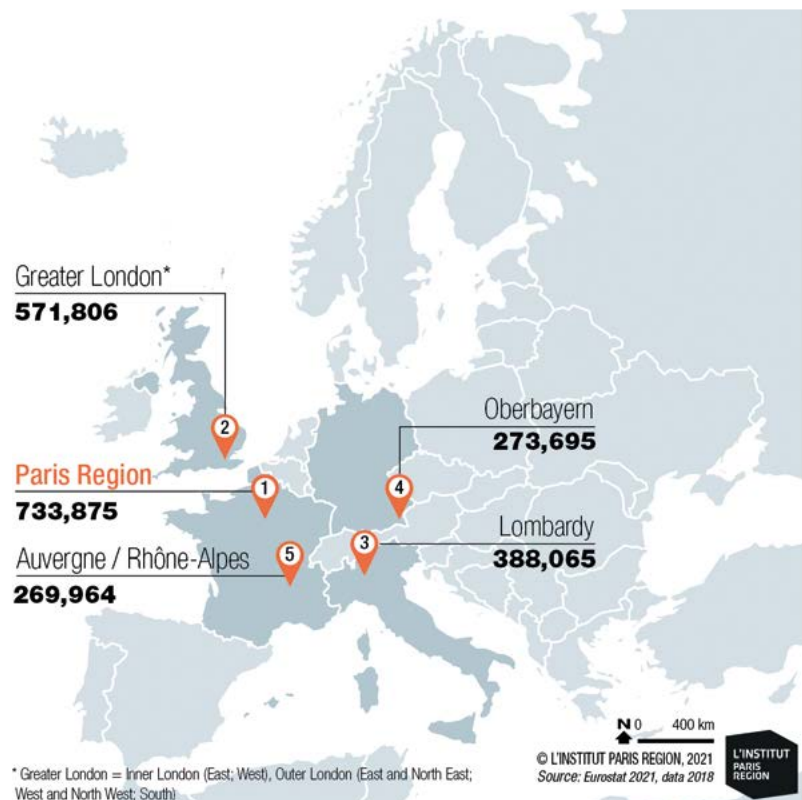 Greater London*
571,806
2
Oberbayern
273,695
Paris Region
733,875
1
4
Lombardy
388,065
3
Auvergne / Rhône-Alpes
269,964
5
N 0 400 km
© L'INSTITUT PARIS REGION, 2021
Source: Eurostat 2021, data 2018
L'INSTITUT
PARIS
REGION
* Greater London = Inner London (East; West), Outer London (East and North East;
West and North West; South)